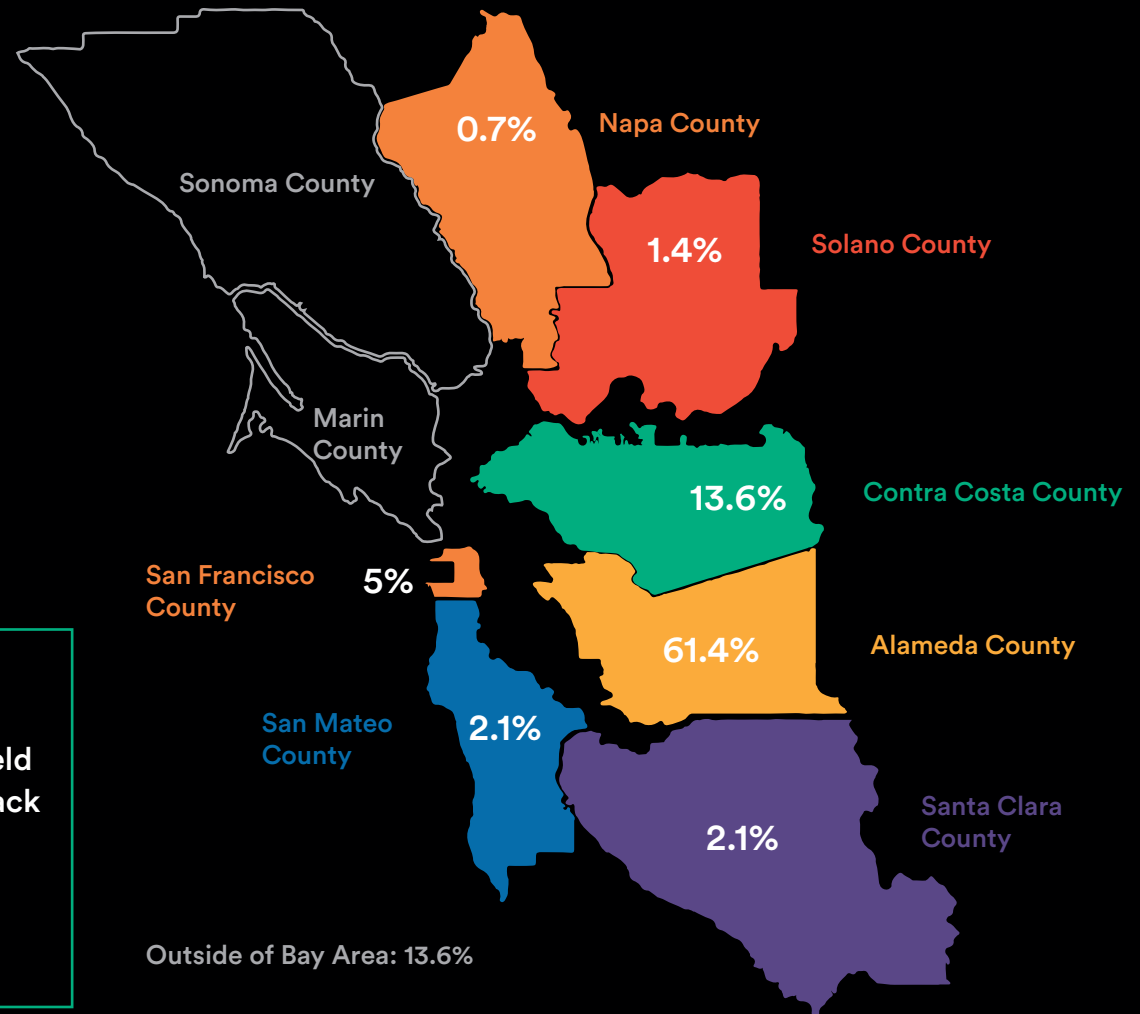 0.7%
Napa County
Sonoma County
1.4%
Solano County
Marin
County
13.6%
Contra Costa County
San Francisco
County
5%
61.4%
Alameda County
San Mateo
County
2.1%
Santa Clara
County
2.1%
Outside of Bay Area: 13.6%